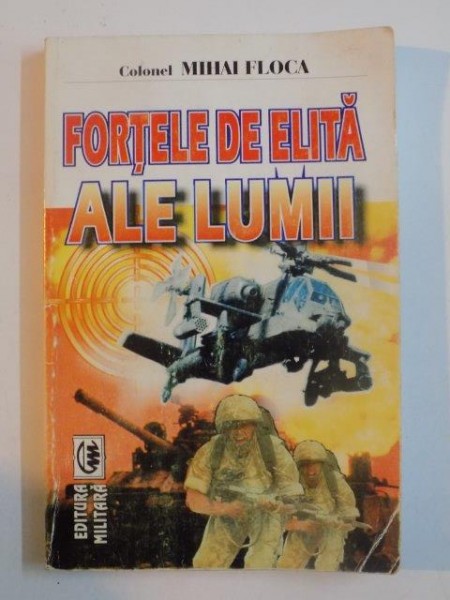 Colonel MIHAI FLOCA
FORȚELE DE ELITĂ
ALE LUMII
EDITURA
MILITARĂ